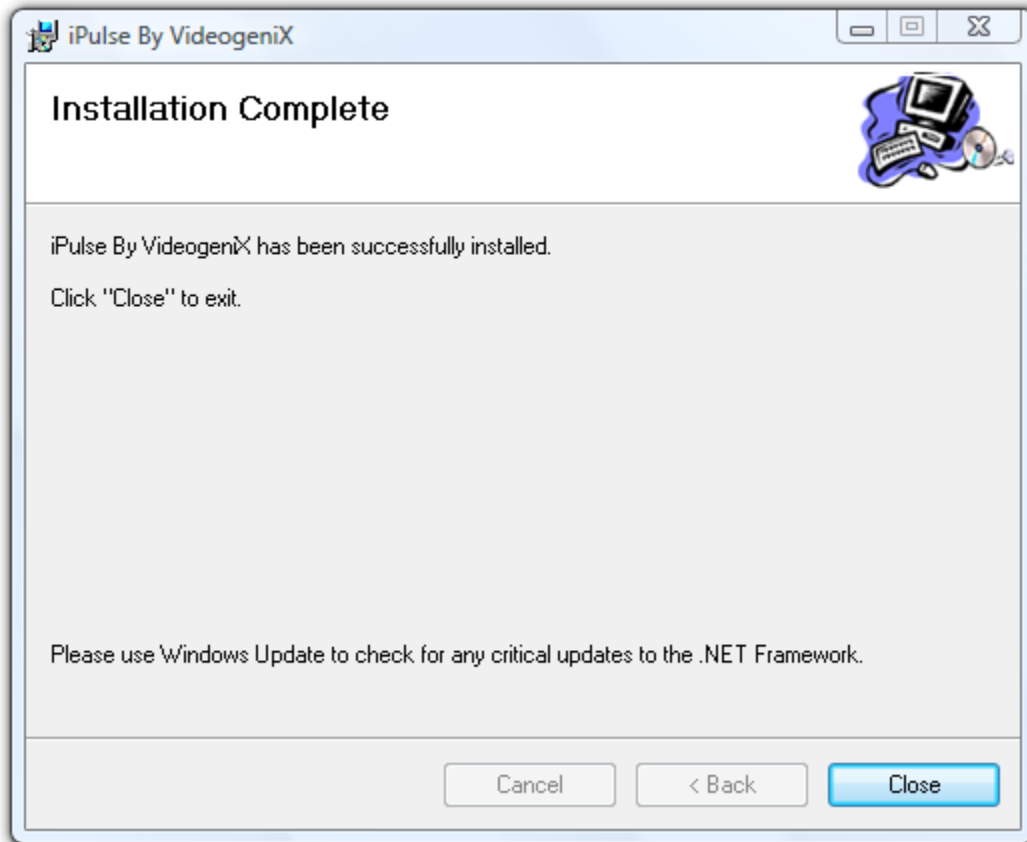 iPulse By VideogeniX
Installation Complete
iPulse By VideogeniX has been successfully installed.
Click "Close" to exit.
Please use Windows Update to check for any critical updates to the .NET Framework.
Cancel
< Back
Close